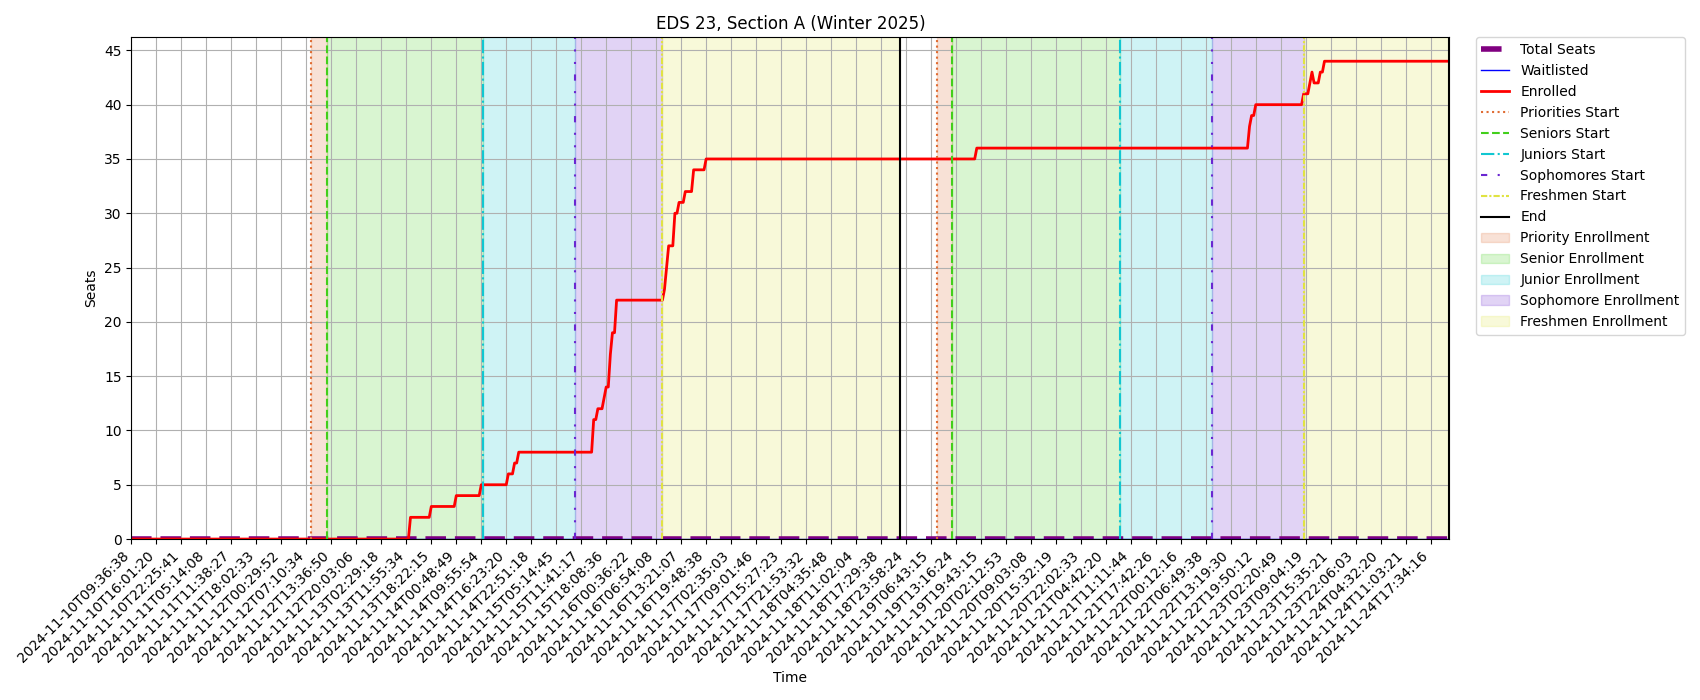 EDS 23, Section A (Winter 2025)
Seats
45
40
35
30
25
20
15
10
5
0
2024-11-10T09:36:38
2024-11-10T16:01:20
2024-11-10T22:25:41
2024-11-11T05:14:08
2024-11-11T11:38:27
2024-11-11T18:02:33
2024-11-12T00:29:52
2024-11-12T07:10:34
2024-11-12T13:36:50
2024-11-12T20:03:06
2024-11-13T03:29:18
2024-11-13T11:55:34
2024-11-13T18:22:15
2024-11-14T00:48:49
2024-11-14T09:55:54
2024-11-14T16:23:20
2024-11-14T22:51:18
2024-11-15T05:14:45
2024-11-15T11:41:17
2024-11-15T18:08:36
2024-11-16T00:36:22
2024-11-16T06:54:08
2024-11-16T13:21:07
2024-11-16T19:48:38
2024-11-17T02:35:03
2024-11-17T09:01:46
2024-11-17T15:27:23
2024-11-17T21:53:32
2024-11-18T04:35:48
2024-11-18T11:02:04
2024-11-18T17:29:38
2024-11-18T23:58:24
2024-11-19T06:43:15
2024-11-19T13:16:24
2024-11-19T19:43:15
2024-11-20T02:12:53
2024-11-20T09:03:08
2024-11-20T15:32:19
2024-11-20T22:02:33
2024-11-21T04:42:20
2024-11-21T11:11:44
2024-11-21T17:42:26
2024-11-22T00:12:16
2024-11-22T06:49:38
2024-11-22T13:19:30
2024-11-22T19:50:12
2024-11-23T02:20:49
2024-11-23T09:04:19
2024-11-23T15:35:21
2024-11-23T22:06:03
2024-11-24T04:32:20
2024-11-24T11:03:21
2024-11-24T17:34:16
Time
Total Seats
Waitlisted
Enrolled
Priorities Start
Seniors Start
Juniors Start
Sophomores Start
Freshmen Start
End
Priority Enrollment
Senior Enrollment
Junior Enrollment
Sophomore Enrollment
Freshmen Enrollment